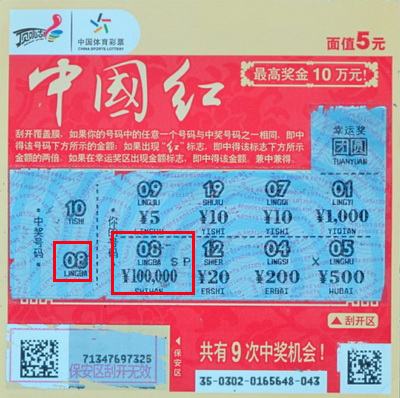 顶呱刮
中国体育彩票
CHINA SPORTS LOTTERY
面值5元
中國红
最高奖金10万元!
刮开覆盖膜,如果你的号码中的任意一个号码与中奖号码之一相同,即中
得该号码下方所示的金额;如果出现“红”标志,即中得该标志下方所示
金额的两倍。如果在幸运奖区出现金额标志,即中得该金额。兼中兼得。
幸运奖
团圆
TUANYUAN
中奖号码
10
YISHI
08
LINGBA
你的号码
09 19 07 01
LINGJIU SHIJIU LINGQI LINGYI
¥5 ¥10 ¥10 ¥1,000
YISHI YISHI YIQIAN
08 12 04 05
LINGBA SP SHIER LINGSI X LINGWU
¥100,000 ¥20 ¥200 ¥500
SHIWAN ERSHI ERBAI WUBAI
▲刮开区
71347697325
保安区刮开无效
◀保安区
共有9次中奖机会!
35-0302-0165648-043